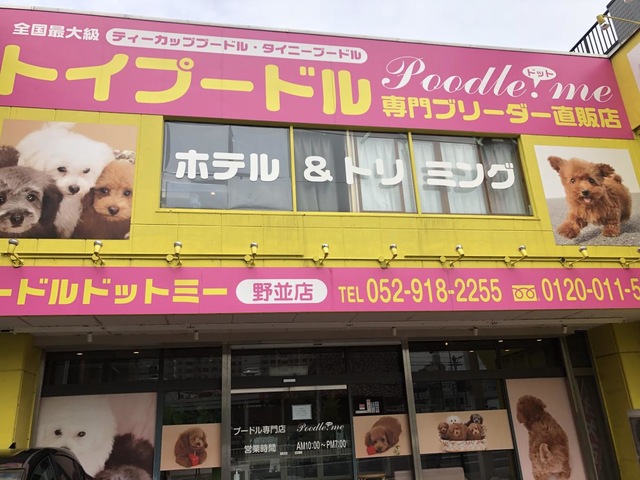 全国最大級 ティーカッププードル・タイニープードル
トイプードル Poodle!me
ドット
専門ブリーダー直販店
ホテル & トリミング
ードルドットミー 野並店 TEL 052-918-2255 0120-011-5
プードル専門店 Poodle!me
営業時間 AM10:00~PM7:00